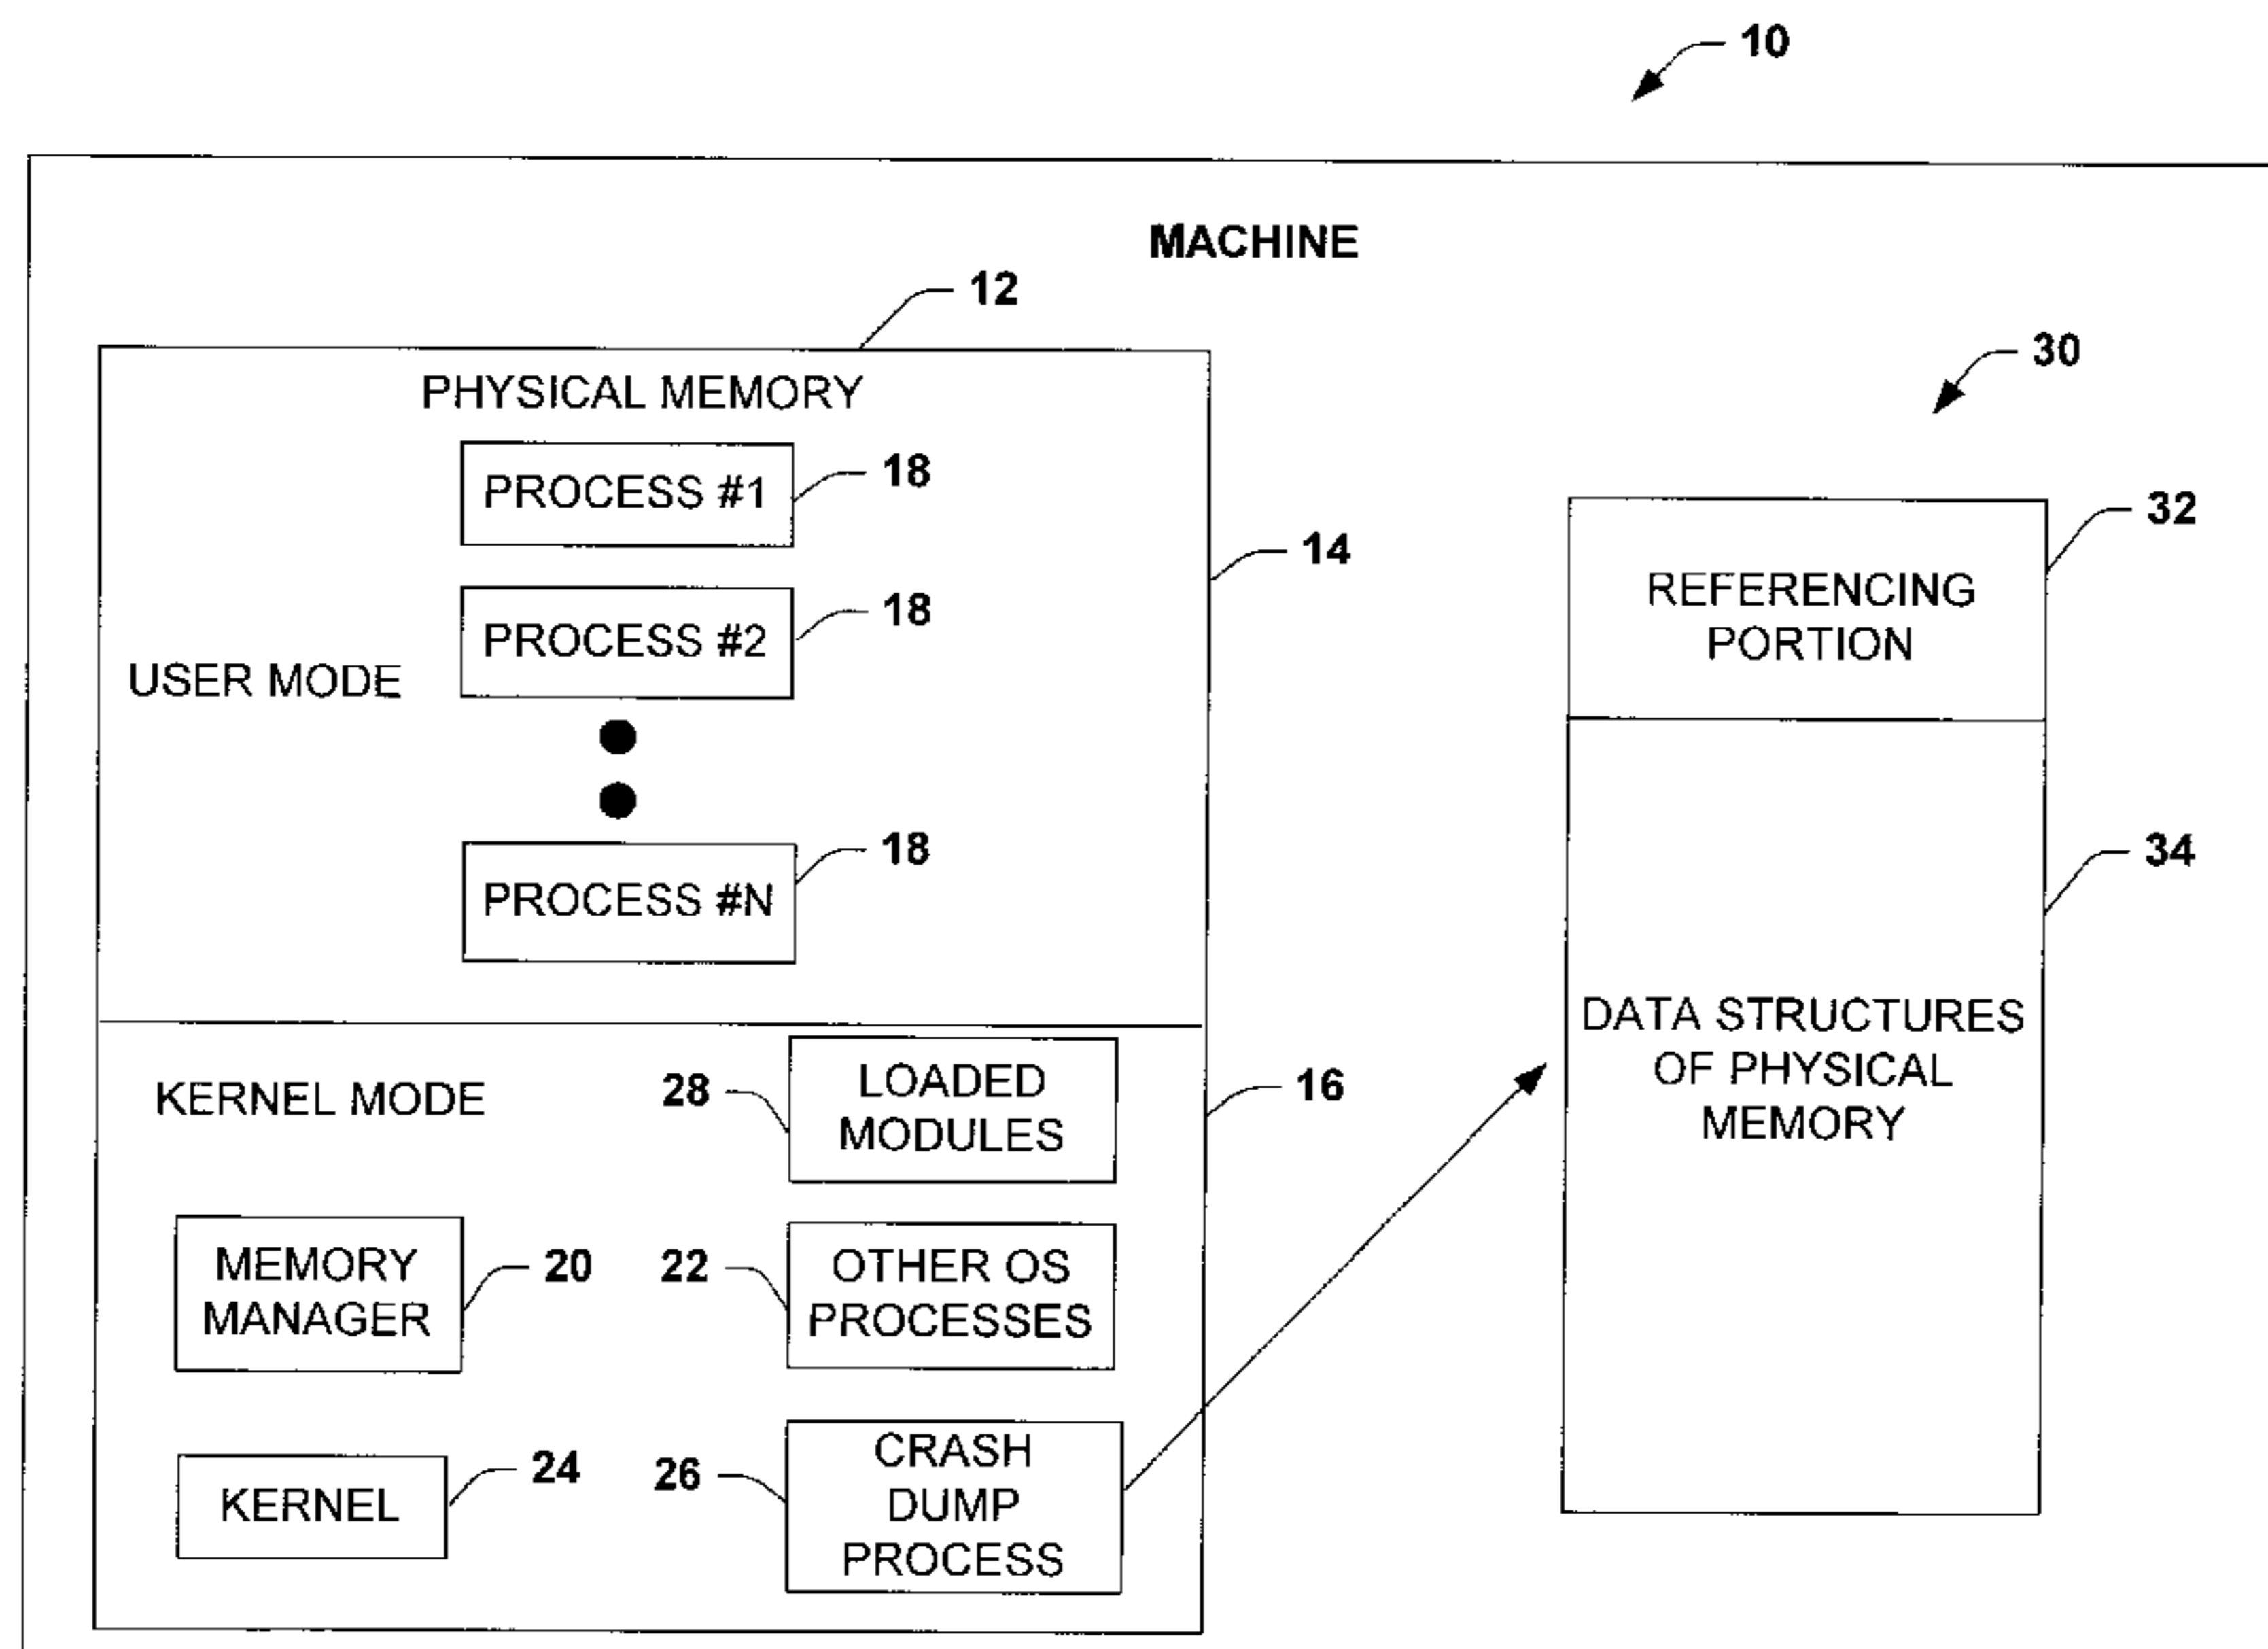 10
MACHINE
12
30
PHYSICAL MEMORY
PROCESS #1
18
32
14
REFERENCING
PORTION
PROCESS #2
18
USER MODE
PROCESS #N
18
34
DATA STRUCTURES
OF PHYSICAL
MEMORY
KERNEL MODE
28
LOADED
MODULES
16
MEMORY
MANAGER
20
22
OTHER OS
PROCESSES
KERNEL
24
26
CRASH
DUMP
PROCESS